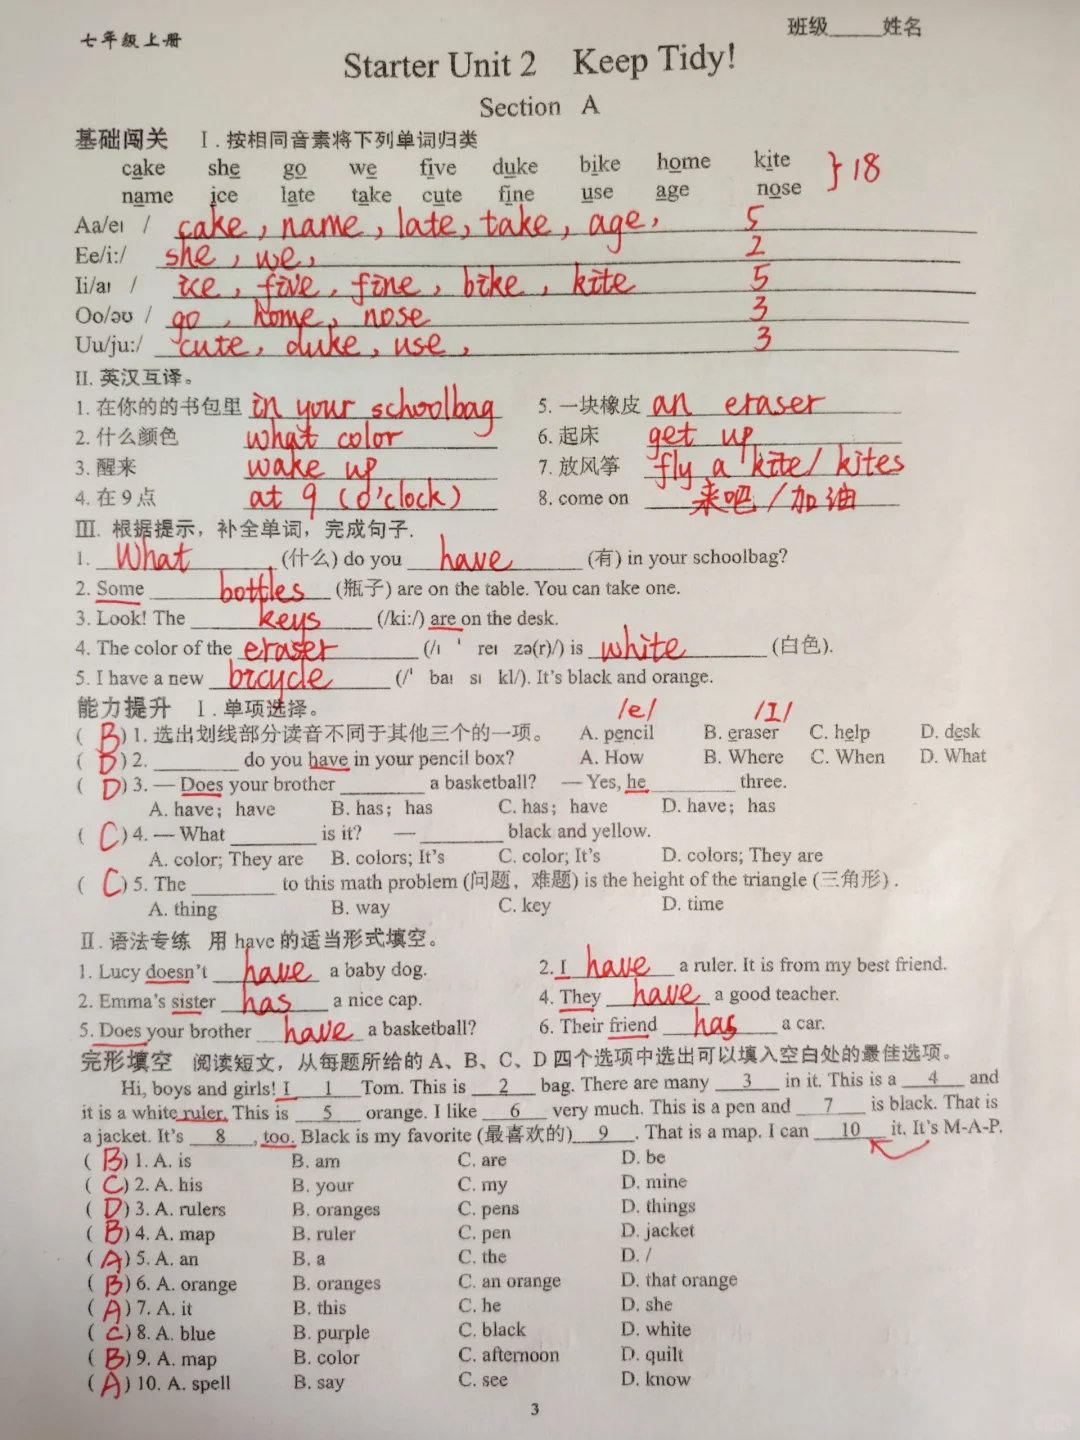 七年级上册 班级_____姓名
Starter Unit 2 Keep Tidy!
Section A
基础闯关 Ⅰ. 按相同音素将下列单词归类
cake she go we five duke bike home kite
name ice late take cute fine use age nose } 18
Aa/eɪ / cake, name, late, take, age, 5
Ee/i:/ she, we, 2
Ii/aɪ / ice, five, fine, bike, kite 5
Oo/əʊ / go, home, nose 3
Uu/ju:/ cute, duke, use, 3
II. 英汉互译。
1. 在你的的书包里 in your schoolbag 5. 一块橡皮 an eraser
2. 什么颜色 what color 6. 起床 get up
3. 醒来 wake up 7. 放风筝 fly a kite/ kites
4. 在9点 at 9 (o'clock) 8. come on 来吧/加油
Ⅲ. 根据提示，补全单词，完成句子.
1. What (什么) do you have (有) in your schoolbag?
2. Some bottles (瓶子) are on the table. You can take one.
3. Look! The keys (/ki:/) are on the desk.
4. The color of the eraser (/ɪ ˈ reɪ zə(r)/) is white (白色).
5. I have a new bicycle (/ˈ baɪ sɪ kl/). It's black and orange.
能力提升 Ⅰ. 单项选择。 /e/ /I/
( B ) 1. 选出划线部分读音不同于其他三个的一项。 A. pencil B. eraser C. help D. desk
( D ) 2. ________ do you have in your pencil box? A. How B. Where C. When D. What
( D ) 3. — Does your brother ________ a basketball? — Yes, he ________ three.
A. have; have B. has; has C. has; have D. have; has
( C ) 4. — What ________ is it? — ________ black and yellow.
A. color; They are B. colors; It's C. color; It's D. colors; They are
( C ) 5. The ________ to this math problem (问题，难题) is the height of the triangle (三角形) .
A. thing B. way C. key D. time
Ⅱ. 语法专练 用 have 的适当形式填空。
1. Lucy doesn't have a baby dog. 2. I have a ruler. It is from my best friend.
2. Emma's sister has a nice cap. 4. They have a good teacher.
5. Does your brother have a basketball? 6. Their friend has a car.
完形填空 阅读短文，从每题所给的 A、B、C、D 四个选项中选出可以填入空白处的最佳选项。
Hi, boys and girls! I 1 Tom. This is 2 bag. There are many 3 in it. This is a 4 and
it is a white ruler. This is 5 orange. I like 6 very much. This is a pen and 7 is black. That is
a jacket. It's 8 , too. Black is my favorite (最喜欢的) 9 . That is a map. I can 10 it. It's M-A-P.
( B ) 1. A. is B. am C. are D. be
( C ) 2. A. his B. your C. my D. mine
( D ) 3. A. rulers B. oranges C. pens D. things
( B ) 4. A. map B. ruler C. pen D. jacket
( A ) 5. A. an B. a C. the D. /
( B ) 6. A. orange B. oranges C. an orange D. that orange
( A ) 7. A. it B. this C. he D. she
( C ) 8. A. blue B. purple C. black D. white
( B ) 9. A. map B. color C. afternoon D. quilt
( A ) 10. A. spell B. say C. see D. know
3